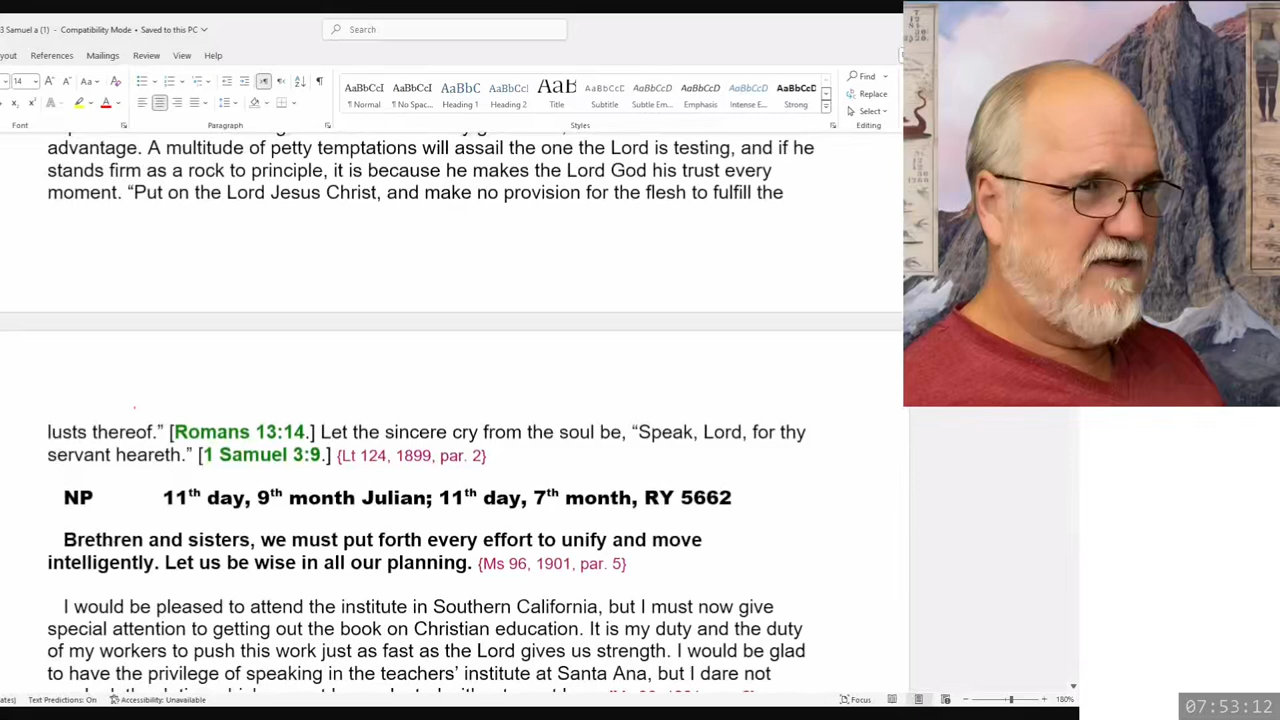 3 Samuel a (1) • Compatibility Mode • Saved to this PC
Search
yout References Mailings Review View Help
14 Aa
Find
Replace
Select
AaBbCcI AaBbCcI AaBbC AaBbCc AaB AaBbCcD AaBbCcD AaBbCcD AaBbCcD AaBbCcD
¶ Normal ¶ No Spac... Heading 1 Heading 2 Title Subtitle Subtle Em... Emphasis Intense E... Strong
Font Paragraph Styles Editing
advantage. A multitude of petty temptations will assail the one the Lord is testing, and if he
stands firm as a rock to principle, it is because he makes the Lord God his trust every
moment. “Put on the Lord Jesus Christ, and make no provision for the flesh to fulfill the
lusts thereof.” [Romans 13:14.] Let the sincere cry from the soul be, “Speak, Lord, for thy
servant heareth.” [1 Samuel 3:9.] {Lt 124, 1899, par. 2}
NP 11th day, 9th month Julian; 11th day, 7th month, RY 5662
Brethren and sisters, we must put forth every effort to unify and move
intelligently. Let us be wise in all our planning. {Ms 96, 1901, par. 5}
I would be pleased to attend the institute in Southern California, but I must now give
special attention to getting out the book on Christian education. It is my duty and the duty
of my workers to push this work just as fast as the Lord gives us strength. I would be glad
to have the privilege of speaking in the teachers’ institute at Santa Ana, but I dare not
ates) Text Predictions: On Accessibility: Unavailable Focus 180%
07:53:12